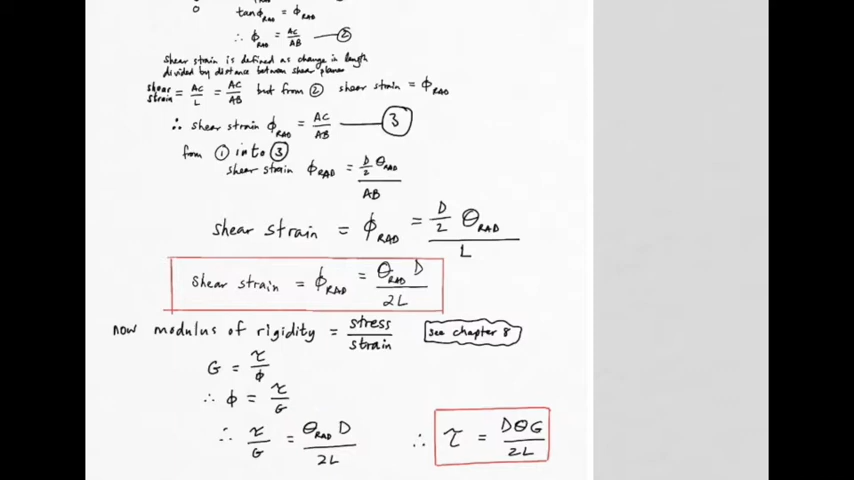 tanϕRAD = ϕRAD
∴ ϕRAD = AC/AB — ②
shear strain is defined as change in length
divided by distance between shear planes
shear strain = AC/L = AC/AB but from ② shear strain = ϕRAD
∴ shear strain ϕRAD = AC/AB — ③
from ① into ③
shear strain ϕRAD = D/2 θRAD / AB
shear strain = ϕRAD = D/2 θRAD / L
shear strain = ϕRAD = θRAD D / 2L
now modulus of rigidity = stress/strain see chapter 8
G = τ/ϕ
∴ ϕ = τ/G
∴ τ/G = θRAD D / 2L ∴ τ = DθG / 2L